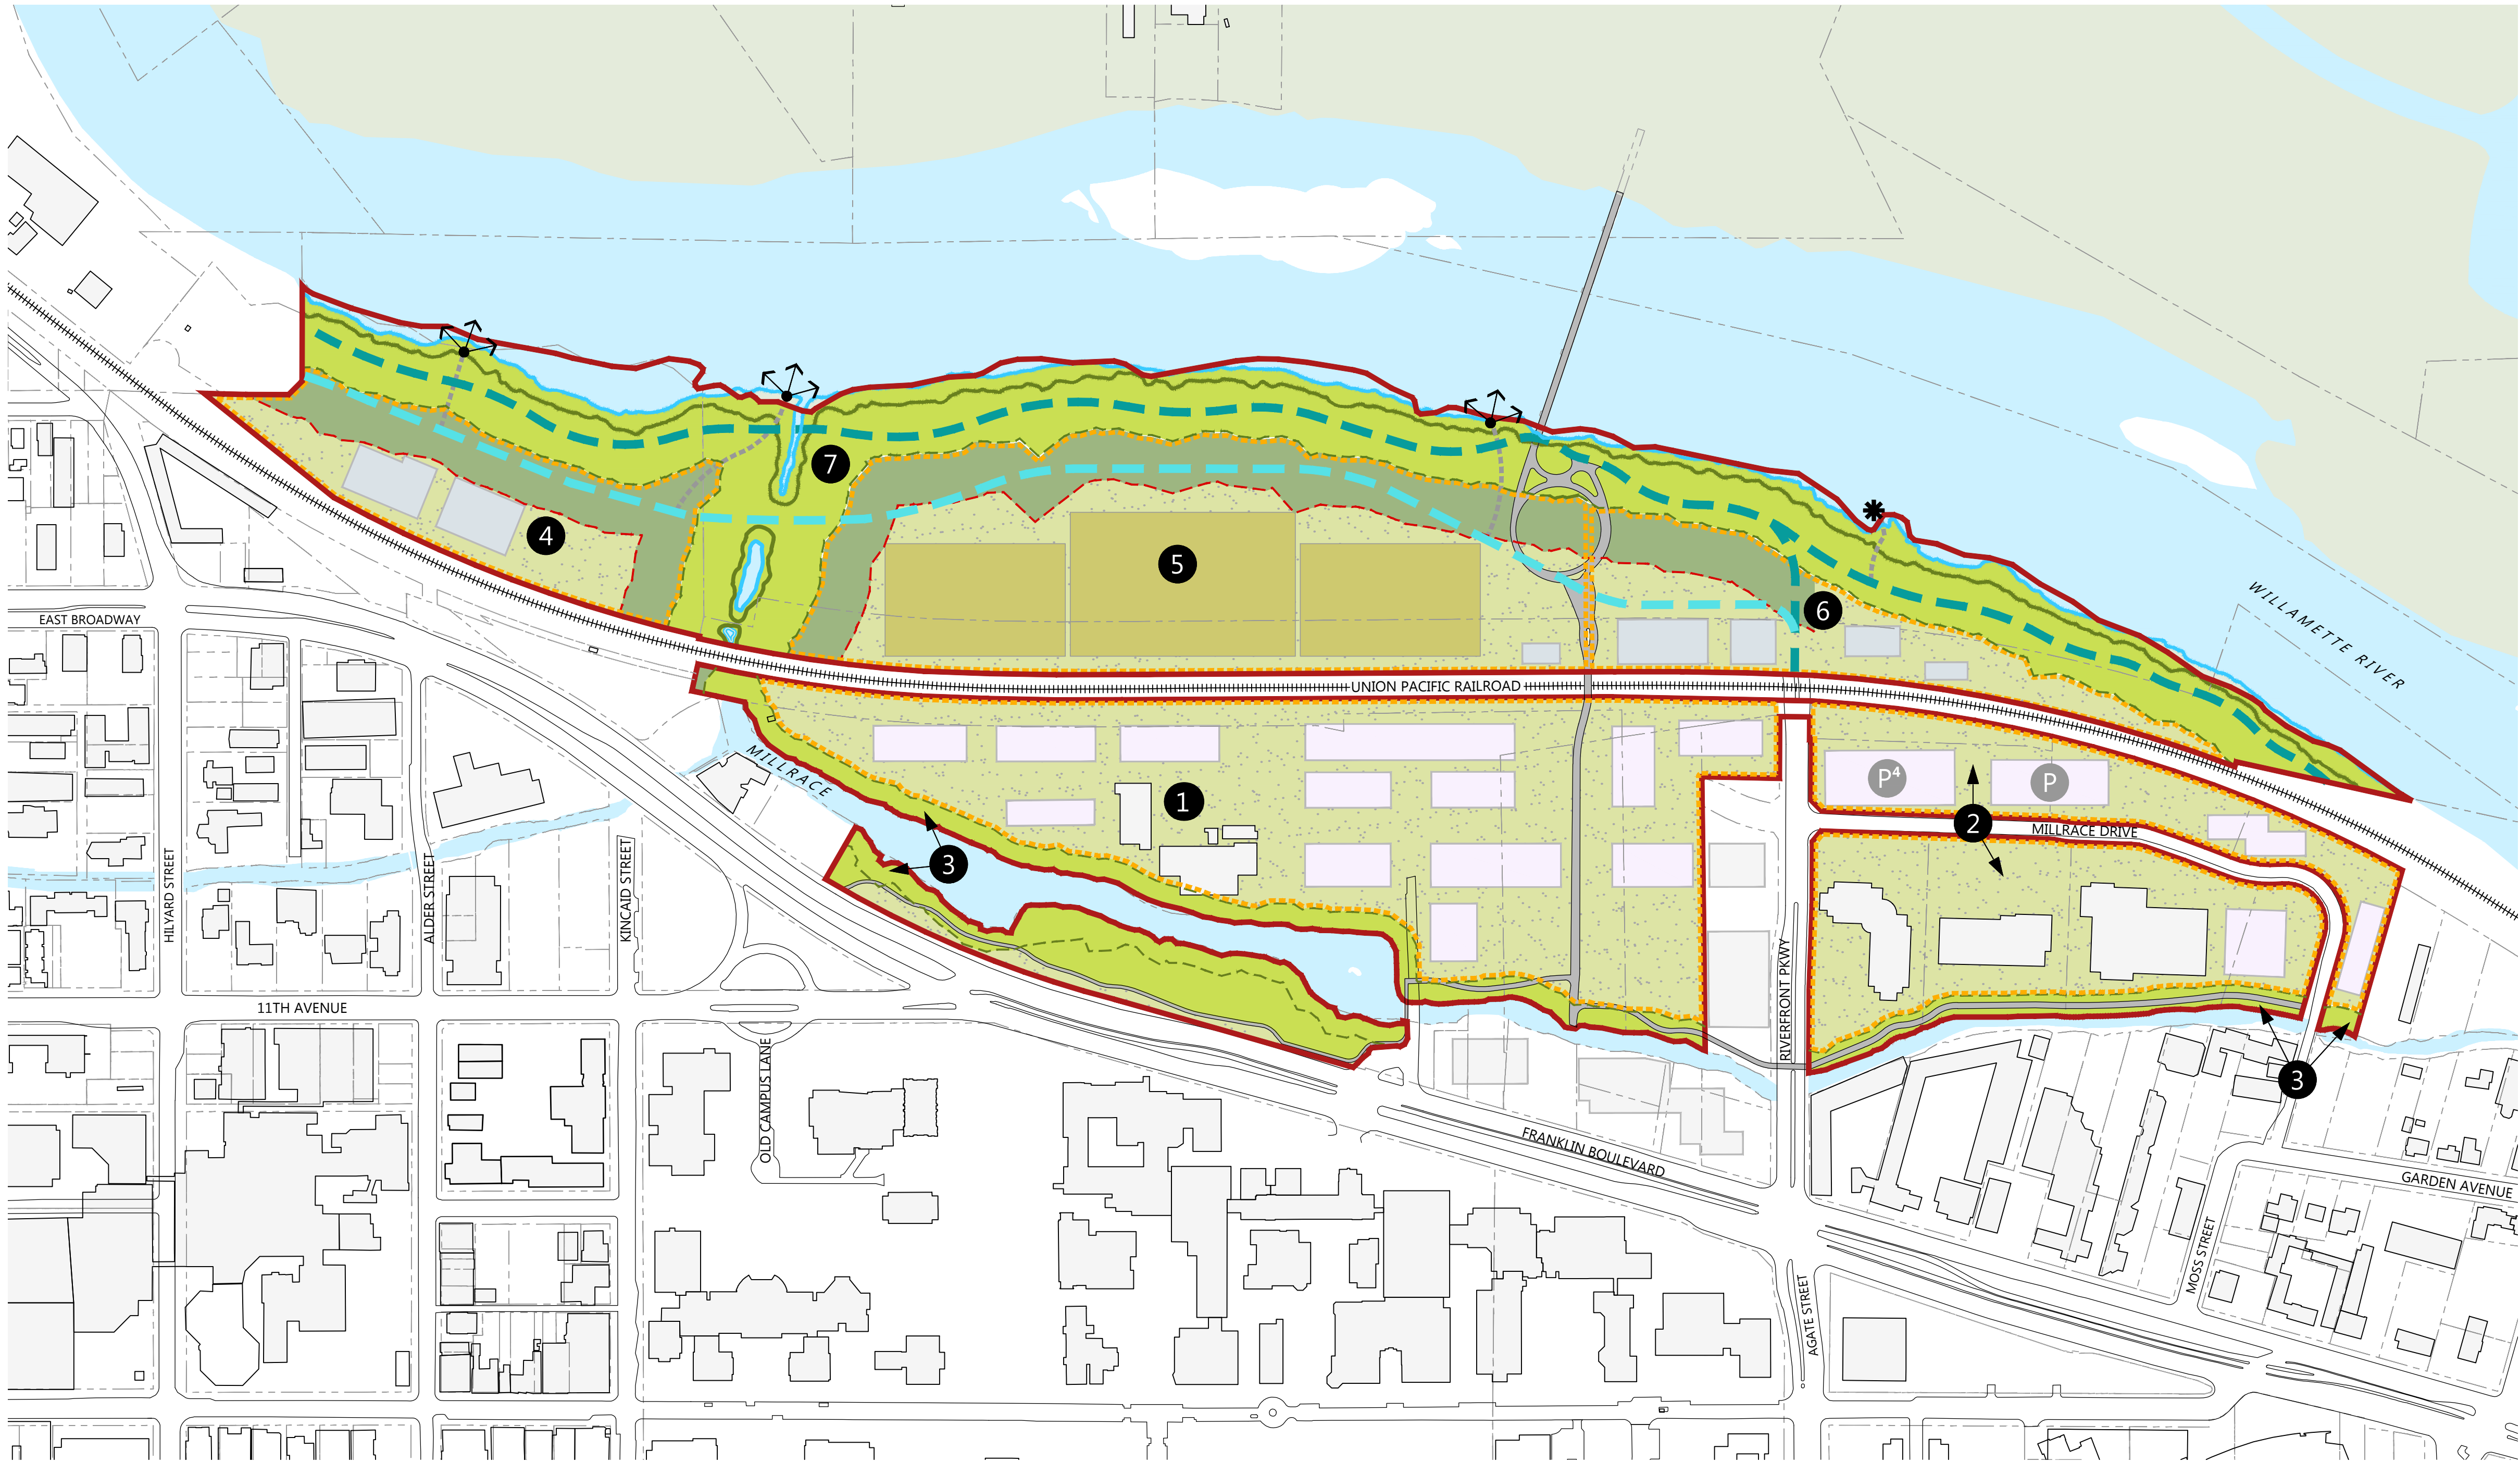 7
4
5
6
WILLAMETTE RIVER
EAST BROADWAY
UNION PACIFIC RAILROAD
MILLRACE
1
P⁴
P
2
MILLRACE DRIVE
3
HILYARD STREET
ALDER STREET
KINCAID STREET
RIVERFRONT PKWY
11TH AVENUE
OLD CAMPUS LANE
3
FRANKLIN BOULEVARD
GARDEN AVENUE
MOSS STREET
AGATE STREET